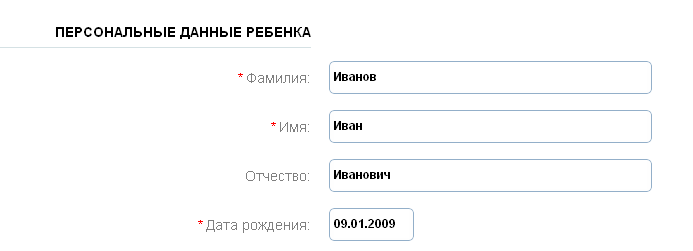 ПЕРСОНАЛЬНЫЕ ДАННЫЕ РЕБЕНКА
* Фамилия: Иванов
* Имя: Иван
Отчество: Иванович
* Дата рождения: 09.01.2009